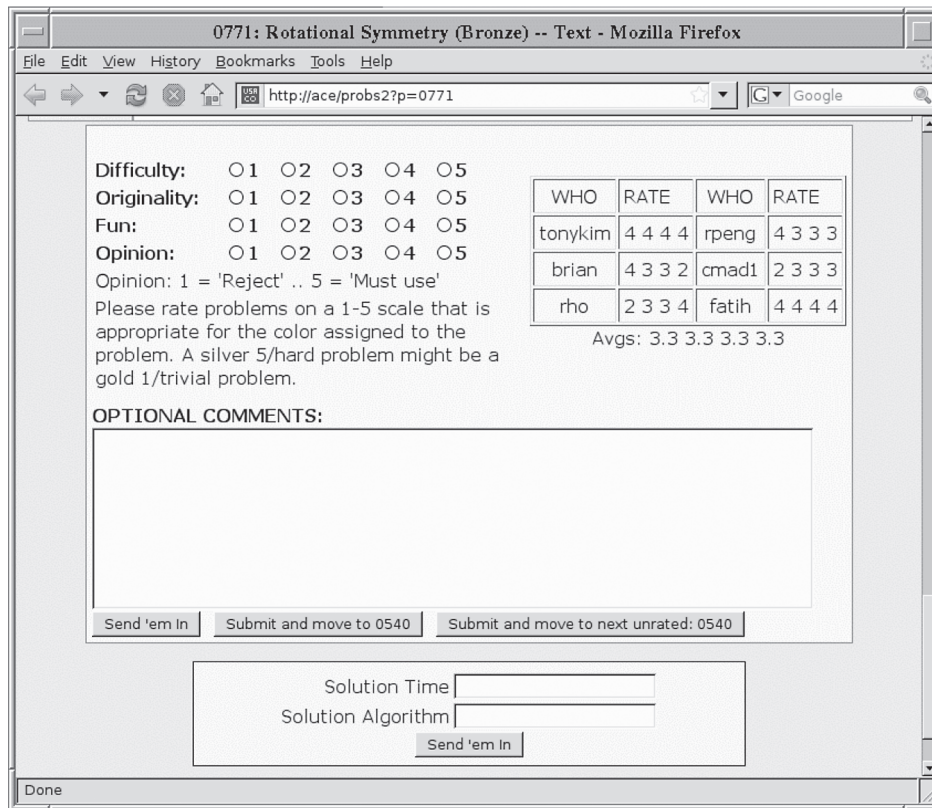 0771: Rotational Symmetry (Bronze) -- Text - Mozilla Firefox
File Edit View History Bookmarks Tools Help
USA CO http://ace/probs2?p=0771 G Google
Difficulty: 1 2 3 4 5
Originality: 1 2 3 4 5
Fun: 1 2 3 4 5
Opinion: 1 2 3 4 5
Opinion: 1 = 'Reject' .. 5 = 'Must use'
Please rate problems on a 1-5 scale that is
appropriate for the color assigned to the
problem. A silver 5/hard problem might be a
gold 1/trivial problem.
WHO RATE WHO RATE
tonykim 4 4 4 4 rpeng 4 3 3 3
brian 4 3 3 2 cmad1 2 3 3 3
rho 2 3 3 4 fatih 4 4 4 4
Avgs: 3.3 3.3 3.3 3.3
OPTIONAL COMMENTS:
Send 'em In Submit and move to 0540 Submit and move to next unrated: 0540
Solution Time
Solution Algorithm
Send 'em In
Done